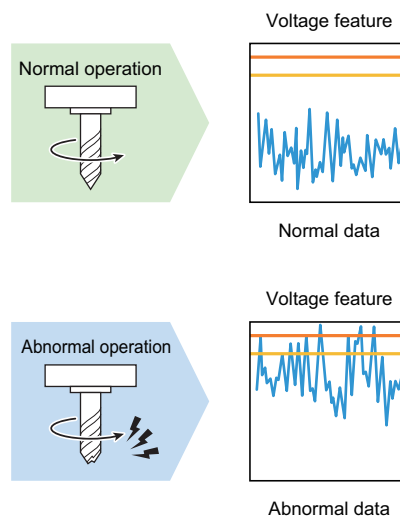 Voltage feature
Normal operation
Normal data
Voltage feature
Abnormal operation
Abnormal data